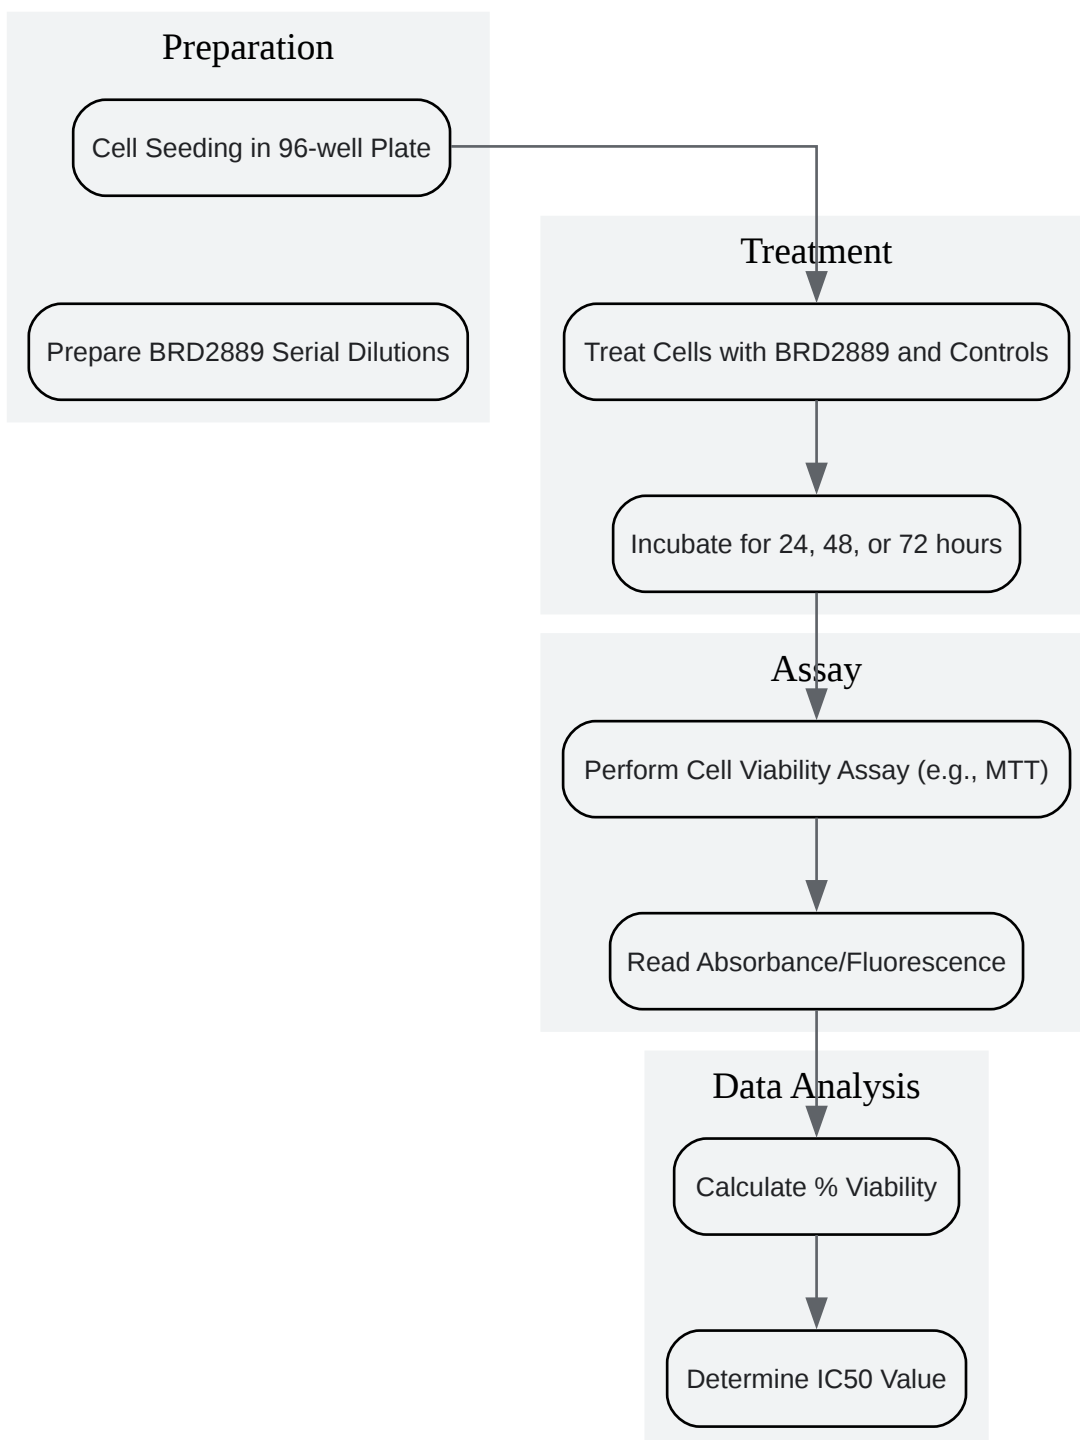 Preparation
Cell Seeding in 96-well Plate
Prepare BRD2889 Serial Dilutions
Treatment
Treat Cells with BRD2889 and Controls
Incubate for 24, 48, or 72 hours
Assay
Perform Cell Viability Assay (e.g., MTT)
Read Absorbance/Fluorescence
Data Analysis
Calculate % Viability
Determine IC50 Value